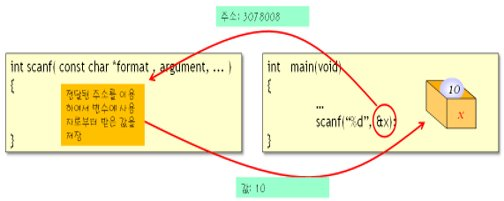 주소: 3078008
int scanf( const char *format , argument, ... )
{
전달된 주소를 이용
하여서 변수에 사용
자로부터 받은 값을
저장
}
int main(void)
{
...
scanf("%d", &x);
}
10
x
값: 10